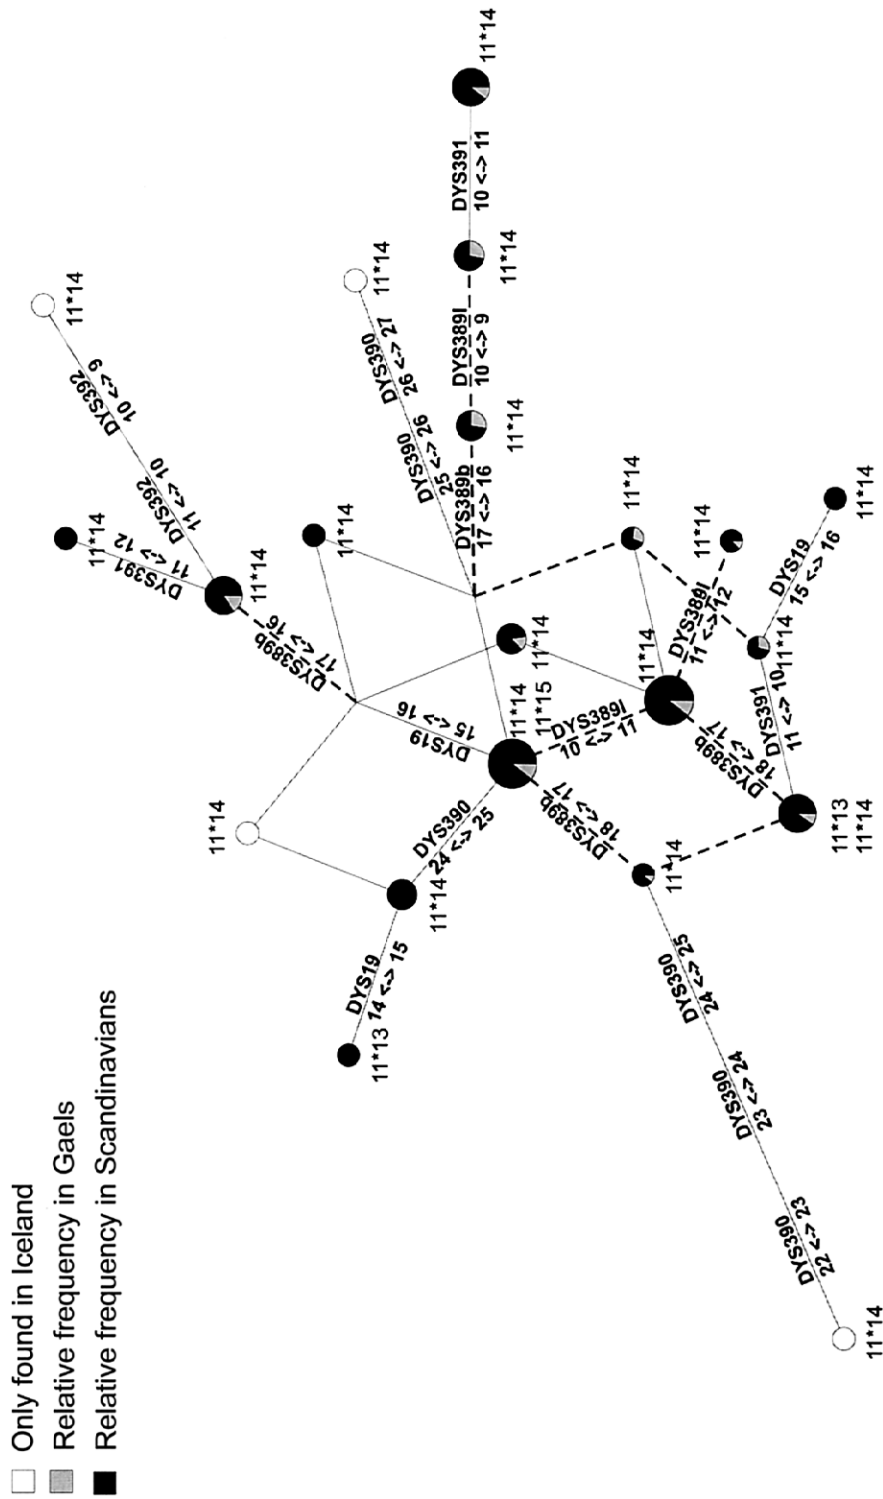 Only found in Iceland
Relative frequency in Gaels
Relative frequency in Scandinavians
11*14
DYS391
10 <-> 11
11*14
DYS389I
10 <-> 9
11*14
DYS389b
17 <-> 16
11*14
DYS390
26 <-> 27
DYS390
25 <-> 26
11*14
DYS392
10 <-> 9
DYS392
11 <-> 10
11*14
DYS391
11 <-> 12
11*14
DYS389b
17 <-> 16
11*14
11*14
DYS19
15 <-> 16
11*14
11*14
11*15
DYS390
24 <-> 25
11*14
DYS19
14 <-> 15
11*13
11*14
DYS389I
10 <-> 11
11*14
11*14
DYS389I
11 <-> 12
11*14
DYS19
15 <-> 16
11*14
11*14
DYS391
11 <-> 10
DYS389b
18 <-> 17
11*13
11*14
DYS389b
18 <-> 17
11*14
DYS390
24 <-> 25
DYS390
23 <-> 24
DYS390
22 <-> 23
11*14